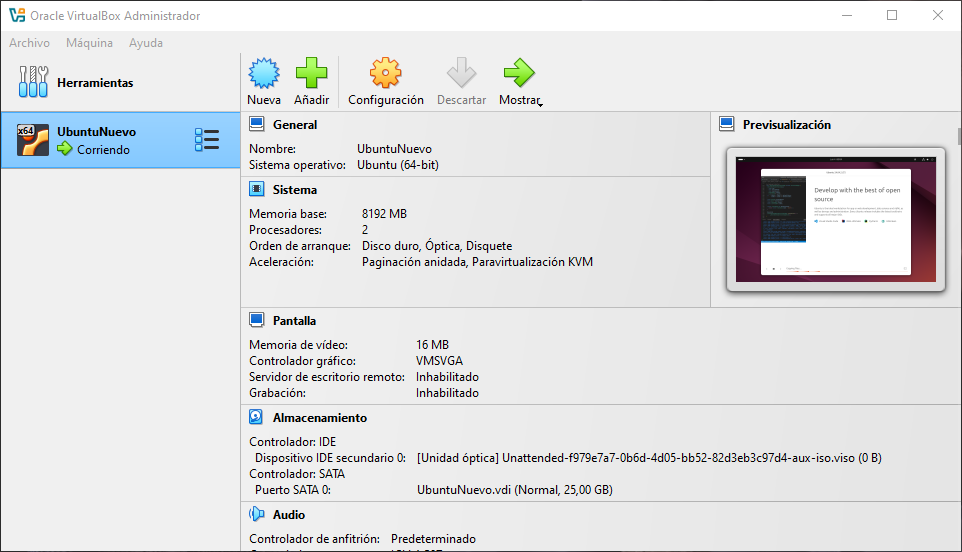 Oracle VirtualBox Administrador
Archivo Máquina Ayuda
Herramientas
x64
UbuntuNuevo
Corriendo
Nueva Añadir Configuración Descartar Mostrar
General
Nombre: UbuntuNuevo
Sistema operativo: Ubuntu (64-bit)
Sistema
Memoria base: 8192 MB
Procesadores: 2
Orden de arranque: Disco duro, Óptica, Disquete
Aceleración: Paginación anidada, Paravirtualización KVM
Previsualización
Develop with the best of open
source
Pantalla
Memoria de vídeo: 16 MB
Controlador gráfico: VMSVGA
Servidor de escritorio remoto: Inhabilitado
Grabación: Inhabilitado
Almacenamiento
Controlador: IDE
Dispositivo IDE secundario 0: [Unidad óptica] Unattended-f979e7a7-0b6d-4d05-bb52-82d3eb3c97d4-aux-iso.viso (0 B)
Controlador: SATA
Puerto SATA 0: UbuntuNuevo.vdi (Normal, 25,00 GB)
Audio
Controlador de anfitrión: Predeterminado